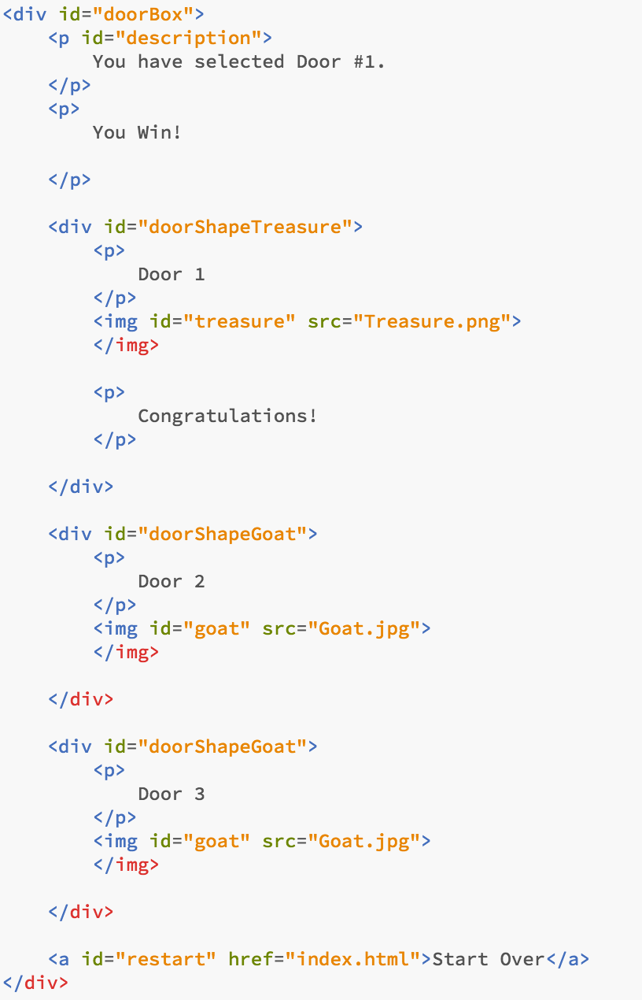 <div id="doorBox">
    <p id="description">
        You have selected Door #1.
    </p>
    <p>
        You Win!
    </p>
    <div id="doorShapeTreasure">
        <p>
            Door 1
        </p>
        <img id="treasure" src="Treasure.png">
        </img>
        <p>
            Congratulations!
        </p>
    </div>
    <div id="doorShapeGoat">
        <p>
            Door 2
        </p>
        <img id="goat" src="Goat.jpg">
        </img>
    </div>
    <div id="doorShapeGoat">
        <p>
            Door 3
        </p>
        <img id="goat" src="Goat.jpg">
        </img>
    </div>
    <a id="restart" href="index.html">Start Over</a>
</div>